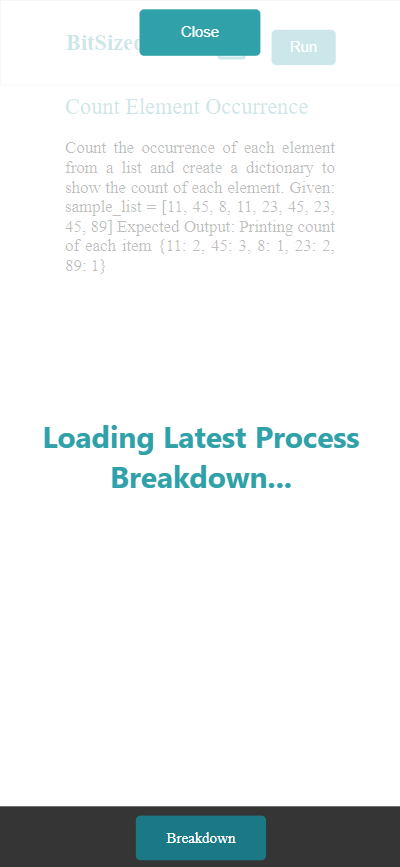 Close
BitSized
Run
Count Element Occurrence
Count the occurrence of each element
from a list and create a dictionary to
show the count of each element. Given:
sample_list = [11, 45, 8, 11, 23, 45, 23,
45, 89] Expected Output: Printing count
of each item {11: 2, 45: 3, 8: 1, 23: 2,
89: 1}
Loading Latest Process
Breakdown...
Breakdown